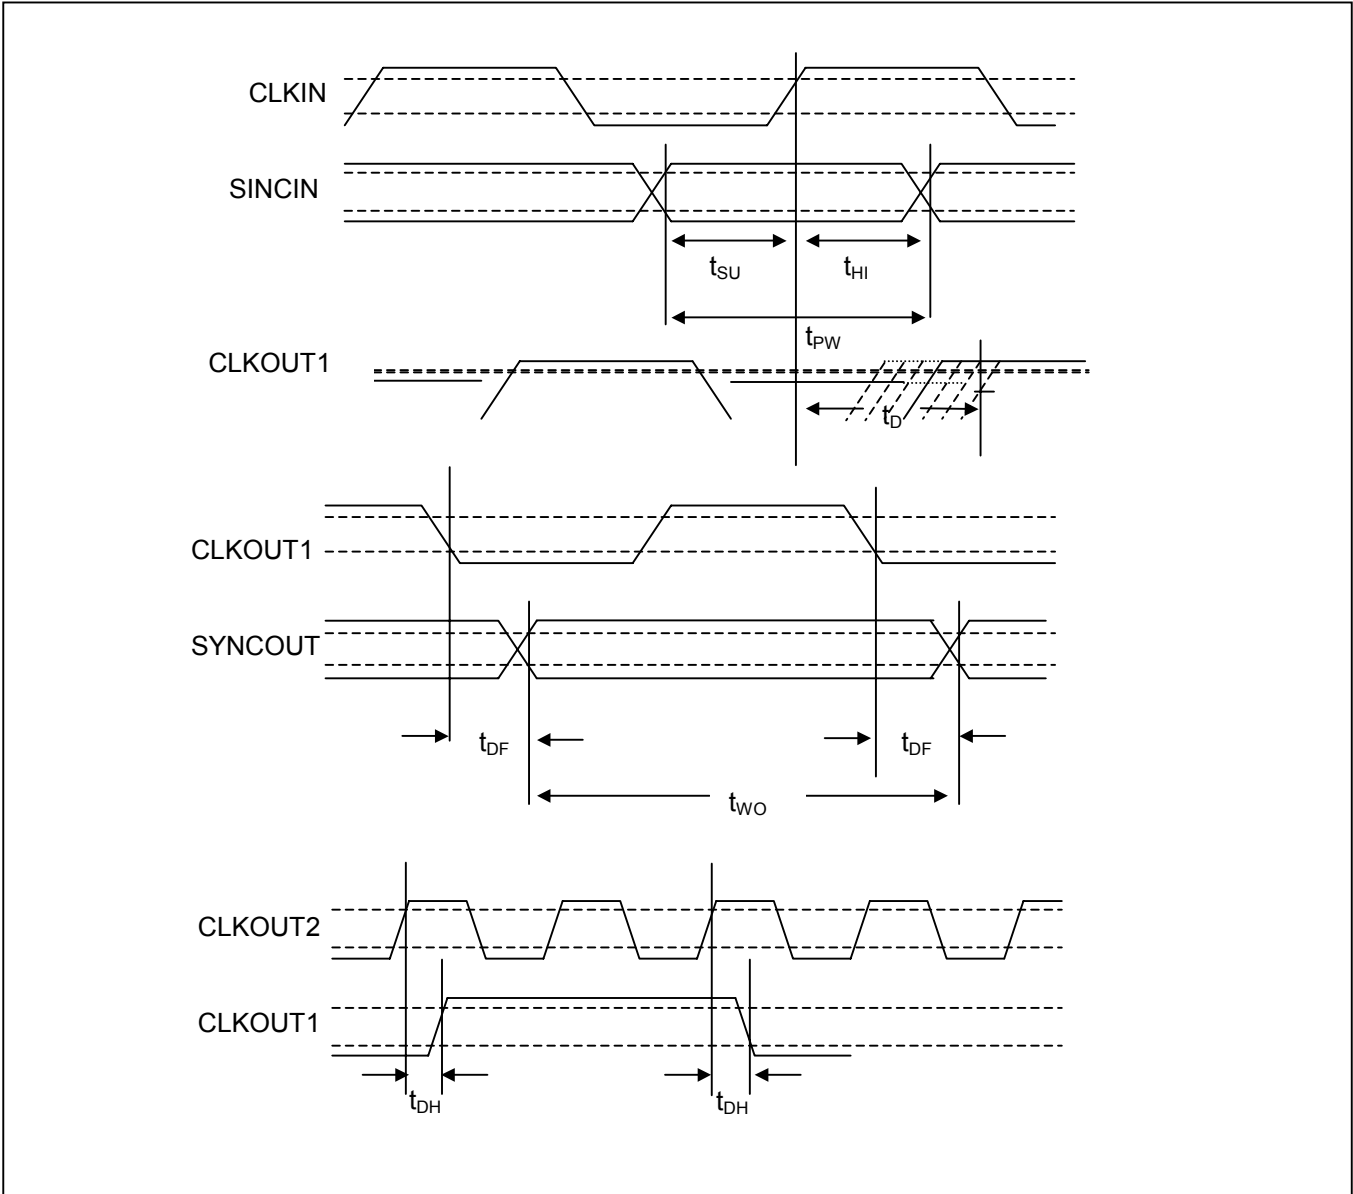 CLKIN
SINCIN
tSU tHI
tPW
CLKOUT1
tD
CLKOUT1
SYNCOUT
tDF tDF
tWO
CLKOUT2
CLKOUT1
tDH tDH